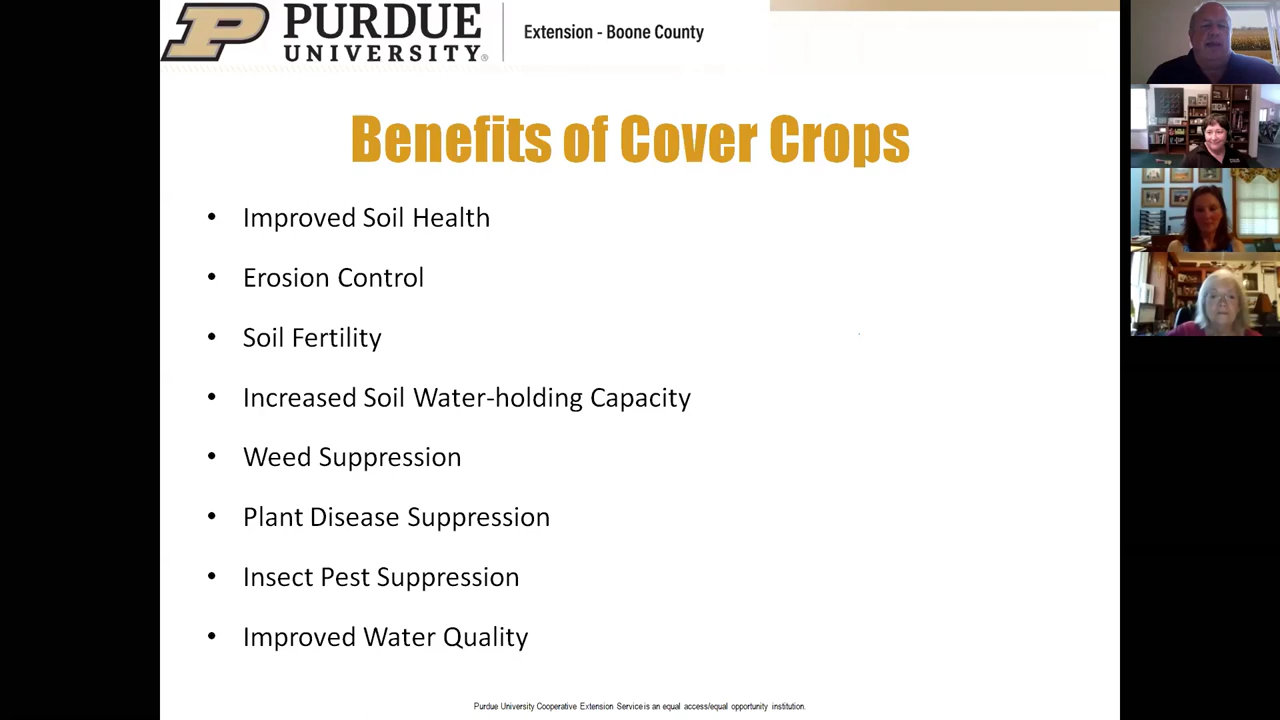 PURDUE
UNIVERSITY®
Extension - Boone County
Benefits of Cover Crops
• Improved Soil Health
• Erosion Control
• Soil Fertility
• Increased Soil Water-holding Capacity
• Weed Suppression
• Plant Disease Suppression
• Insect Pest Suppression
• Improved Water Quality
Purdue University Cooperative Extension Service is an equal access/equal opportunity institution.